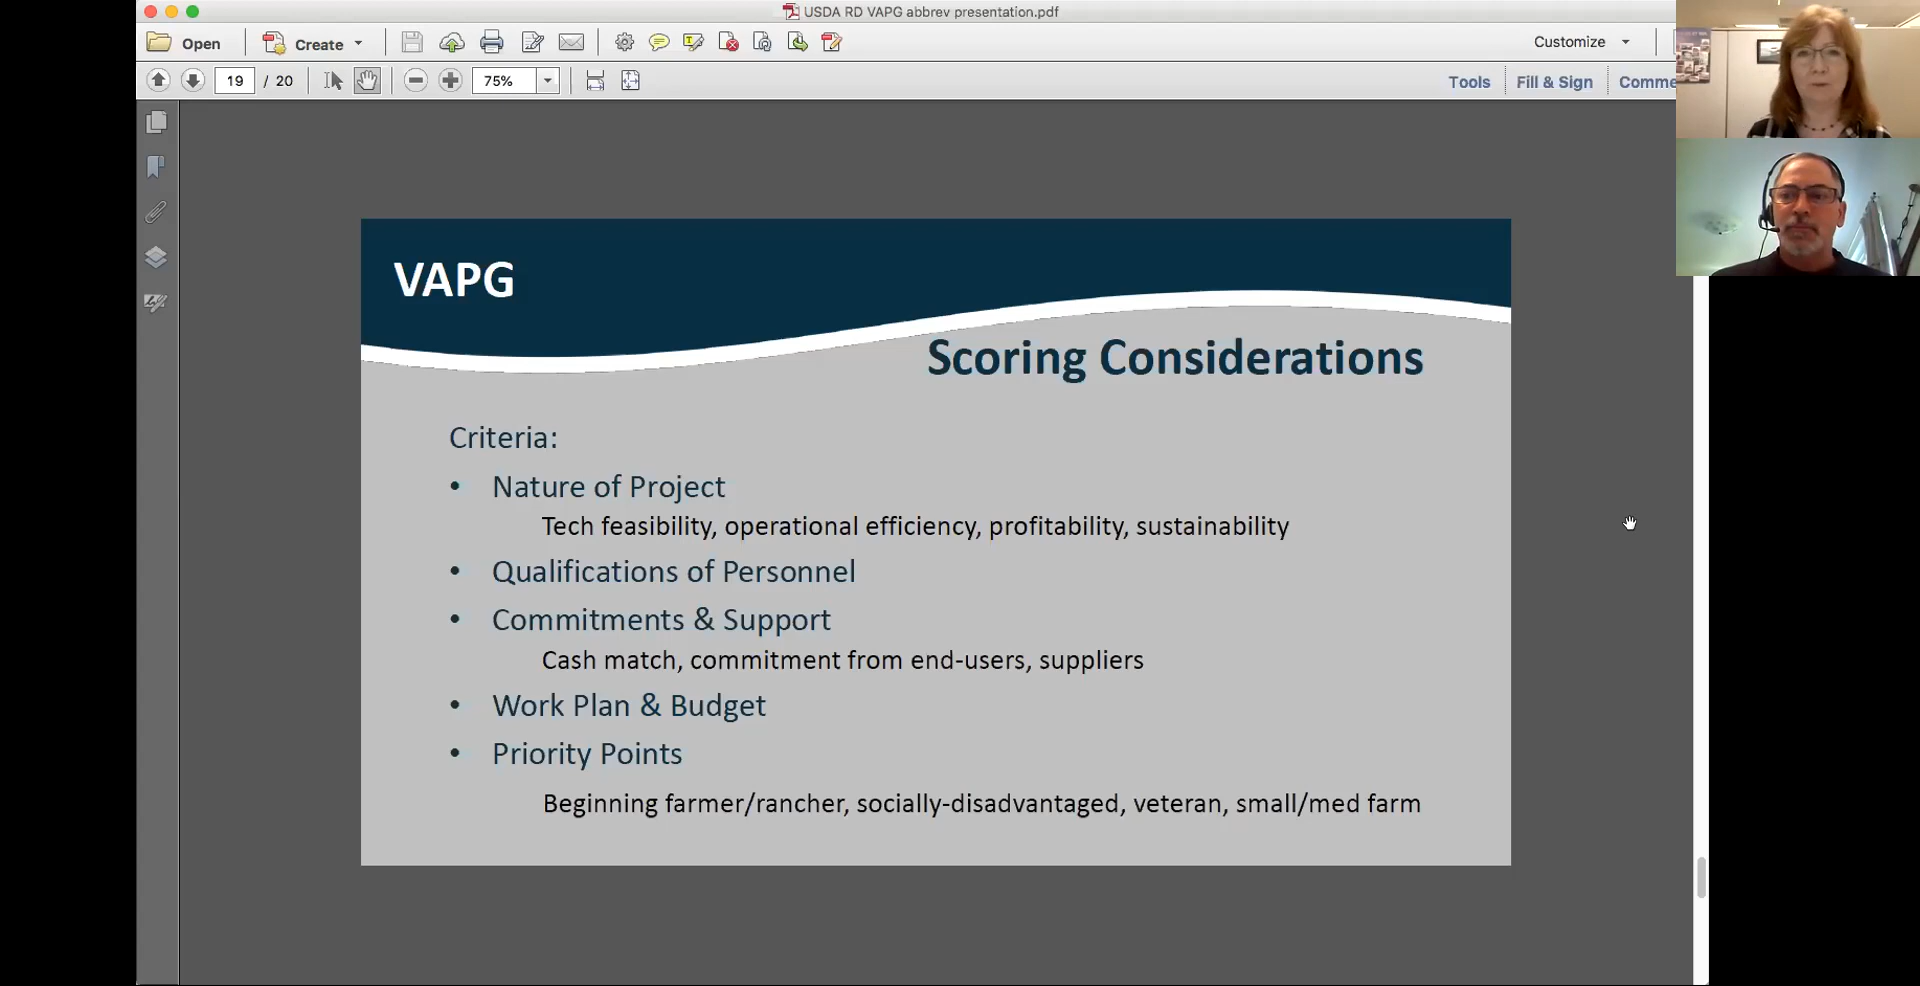 USDA RD VAPG abbrev presentation.pdf
Open
Create
Customize
19 / 20
75%
Tools
Fill & Sign
Comme
VAPG
Scoring Considerations
Criteria:
• Nature of Project
Tech feasibility, operational efficiency, profitability, sustainability
• Qualifications of Personnel
• Commitments & Support
Cash match, commitment from end-users, suppliers
• Work Plan & Budget
• Priority Points
Beginning farmer/rancher, socially-disadvantaged, veteran, small/med farm